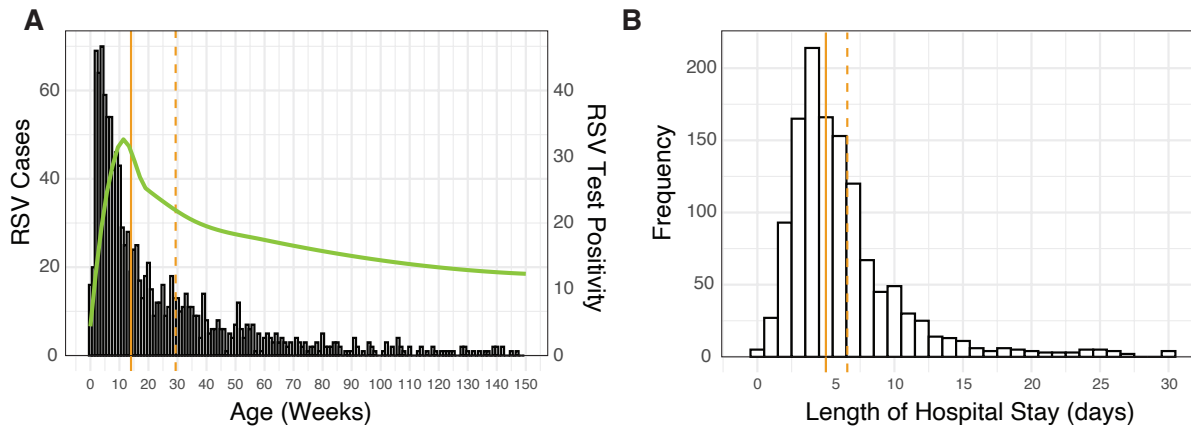 A
RSV Cases
60
40
20
0
40
30
20
10
0
RSV Test Positivity
0 10 20 30 40 50 60 70 80 90 100 110 120 130 140 150
Age (Weeks)
B
Frequency
200
150
100
50
0
0 5 10 15 20 25 30
Length of Hospital Stay (days)